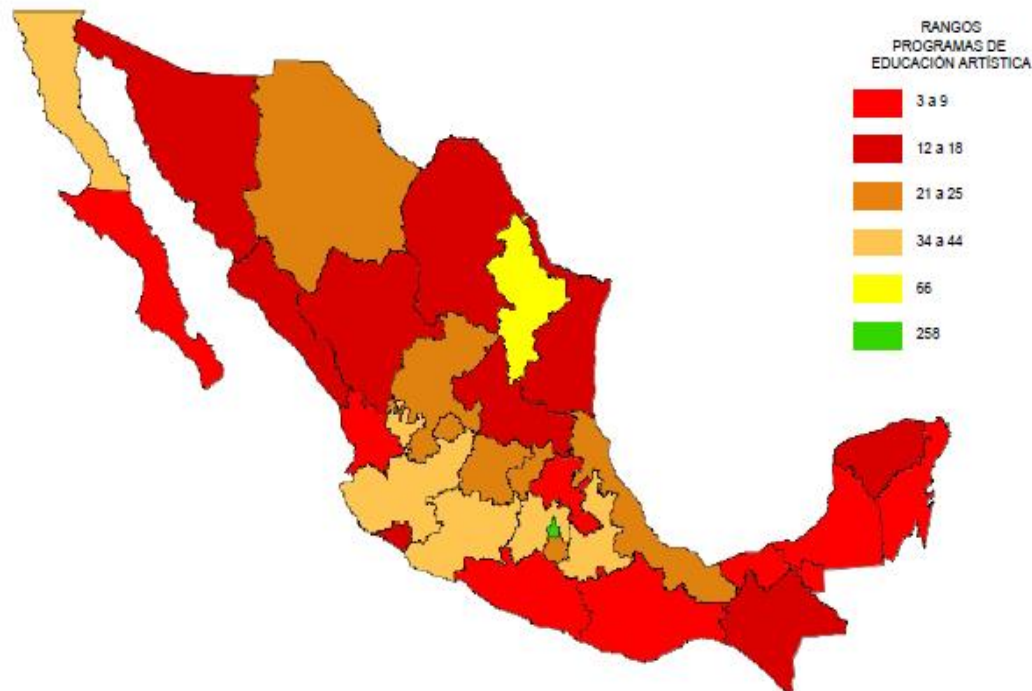 RANGOS
PROGRAMAS DE
EDUCACIÓN ARTÍSTICA
3 a 9
12 a 18
21 a 25
34 a 44
66
258